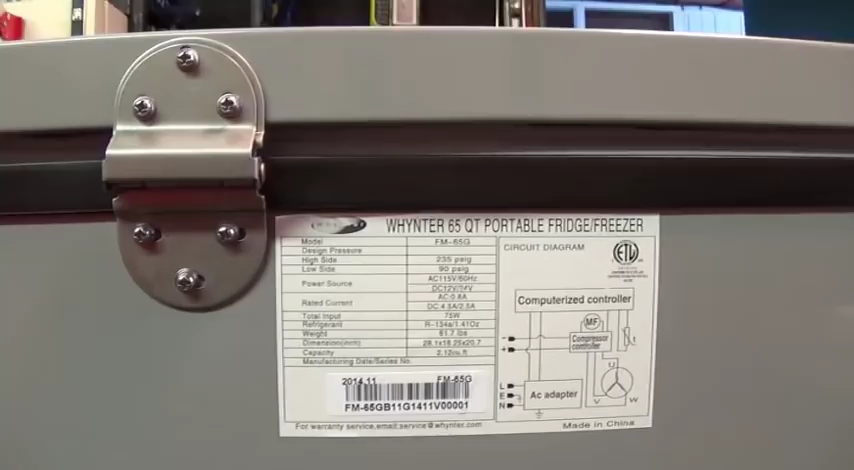 WHYNTER 65 QT PORTABLE FRIDGE/FREEZER
Model FM-65G
Design Pressure
High Side 235 psig
Low Side 90 psig
Power Source AC115V/60Hz
DC12V/24V
Rated Current AC:0.8A
DC:4.5A/2.5A
Total Input 75W
Refrigerant R-134a/1.41Oz
Weight 61.7 lbs
Dimension(inch) 28.1x18.25x20.7
Capacity 2.12cu.ft
Manufacturing Date/Series No.
2014.11 FM-65G
FM-65GB11G1411V00001
For warranty service,email:service@whynter.com
CIRCUIT DIAGRAM
ETL
Computerized controller
MF
Compressor
controller
t
- 
+
U
V
W
L
E
N
Ac adapter
Made in China